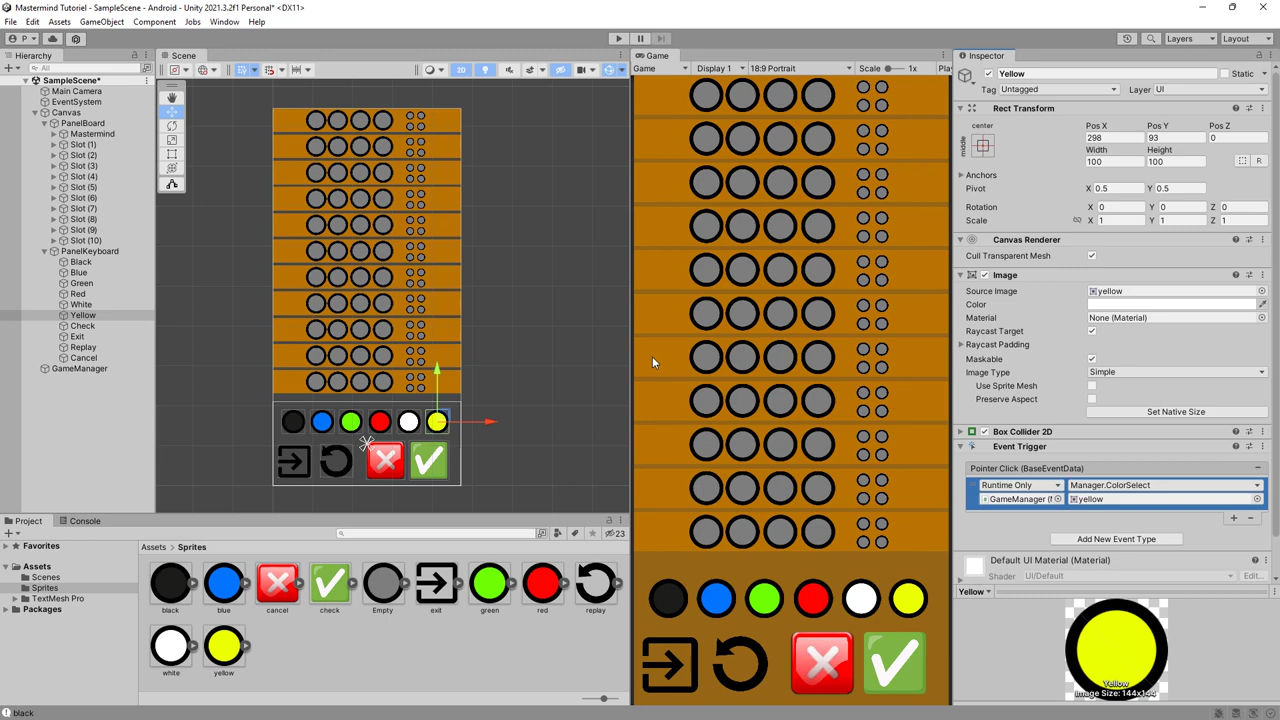 Mastermind Tutoriel - SampleScene - Android - Unity 2021.3.2f1 Personal* <DX11>
File Edit Assets GameObject Component Jobs Window Help
P Layers Layout
Hierarchy
All
SampleScene*
Main Camera
EventSystem
Canvas
PanelBoard
Mastermind
Slot (1)
Slot (2)
Slot (3)
Slot (4)
Slot (5)
Slot (6)
Slot (7)
Slot (8)
Slot (9)
Slot (10)
PanelKeyboard
Black
Blue
Green
Red
White
Yellow
Check
Exit
Replay
Cancel
GameManager
Scene
2D
Game
Game Display 1 18:9 Portrait Scale 1x Play
Project Console
23
Favorites
Assets
Scenes
Sprites
TextMesh Pro
Packages
Assets > Sprites
black blue cancel check Empty exit green red replay
white yellow
black
Inspector
Yellow Static
Tag Untagged Layer UI
Rect Transform
center Pos X Pos Y Pos Z
middle 298 93 0
Width Height
100 100
R
Anchors
Pivot X 0.5 Y 0.5
Rotation X 0 Y 0 Z 0
Scale X 1 Y 1 Z 1
Canvas Renderer
Cull Transparent Mesh
Image
Source Image yellow
Color
Material None (Material)
Raycast Target
Raycast Padding
Maskable
Image Type Simple
Use Sprite Mesh
Preserve Aspect
Set Native Size
Box Collider 2D
Event Trigger
Pointer Click (BaseEventData)
Runtime Only Manager.ColorSelect
GameManager yellow
Add New Event Type
Default UI Material (Material)
Shader UI/Default Edit...
Yellow
Yellow
Image Size: 144x144